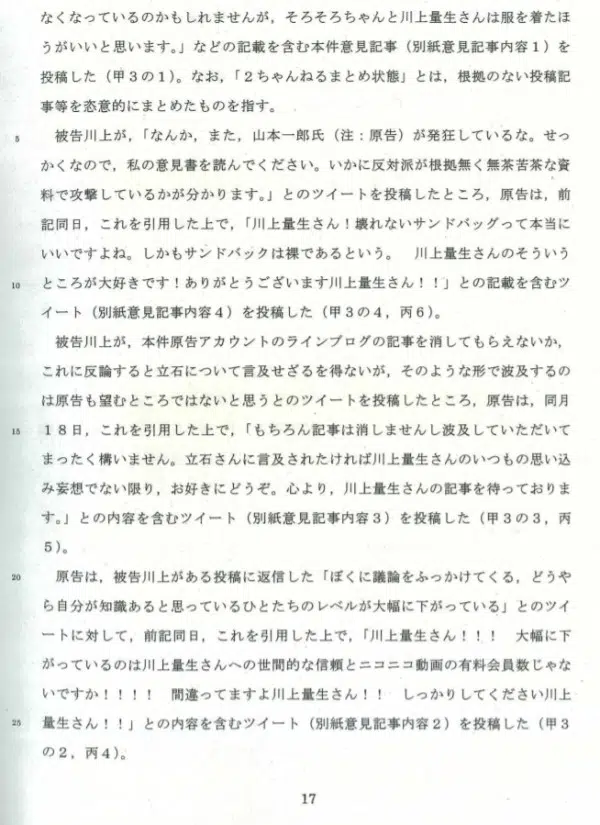 なくなっているのかもしれませんが，そろそろちゃんと川上量生さんは服を着たほ
うがいいと思います。」などの記載を含む本件意見記事（別紙意見記事内容１）を
投稿した（甲３の１）。なお，「２ちゃんねるまとめ状態」とは，根拠のない投稿記
事等を恣意的にまとめたものを指す。
5 　被告川上が，「なんか，また，山本一郎氏（注：原告）が発狂しているな。せっ
かくなので，私の意見書を読んでください。いかに反対派が根拠無く無茶苦茶な資
料で攻撃しているかが分かります。」とのツイートを投稿したところ，原告は，前
記同日，これを引用した上で，「川上量生さん！壊れないサンドバッグって本当に
いいですよね。しかもサンドバックは裸であるという。　川上量生さんのそういう
10 ところが大好きです！ありがとうございます川上量生さん！！」との記載を含むツ
イート（別紙意見記事内容４）を投稿した（甲３の４，丙６）。
　被告川上が，本件原告アカウントのラインブログの記事を消してもらえないか，
これに反論すると立石について言及せざるを得ないが，そのような形で波及するの
は原告も望むところではないと思うとのツイートを投稿したところ，原告は，同月
15 １８日，これを引用した上で，「もちろん記事は消しませんし波及していただいて
まったく構いません。立石さんに言及されたければ川上量生さんのいつもの思い込
み妄想でない限り，お好きにどうぞ。心より，川上量生さんの記事を待っておりま
す。」との内容を含むツイート（別紙意見記事内容３）を投稿した（甲３の３，丙
５）。
20 　原告は，被告川上がある投稿に返信した「ぼくに議論をふっかけてくる，どうや
ら自分が知識あると思っているひとたちのレベルが大幅に下がっている」とのツイ
ートに対して，前記同日，これを引用した上で，「川上量生さん！！！　大幅に下
がっているのは川上量生さんへの世間的な信頼とニコニコ動画の有料会員数じゃな
いですか！！！！　間違ってますよ川上量生さん！！　しっかりしてください川上
25 量生さん！！」との内容を含むツイート（別紙意見記事内容２）を投稿した（甲３
の２，丙４）。
17